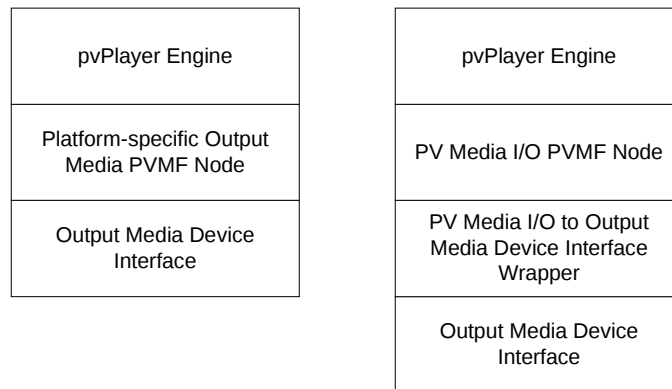 pvPlayer Engine
Platform-specific Output
Media PVMF Node
Output Media Device
Interface
pvPlayer Engine
PV Media I/O PVMF Node
PV Media I/O to Output
Media Device Interface
Wrapper
Output Media Device
Interface